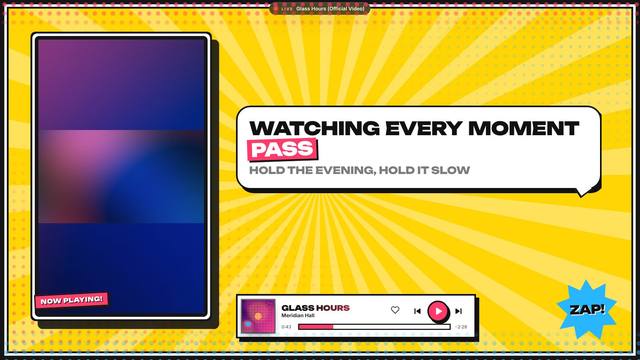 LIVE Glass Hours (Official Video)
WATCHING EVERY MOMENT
PASS
HOLD THE EVENING, HOLD IT SLOW
NOW PLAYING!
GLASS HOURS
Meridian Hall
0:43
-2:28
ZAP!